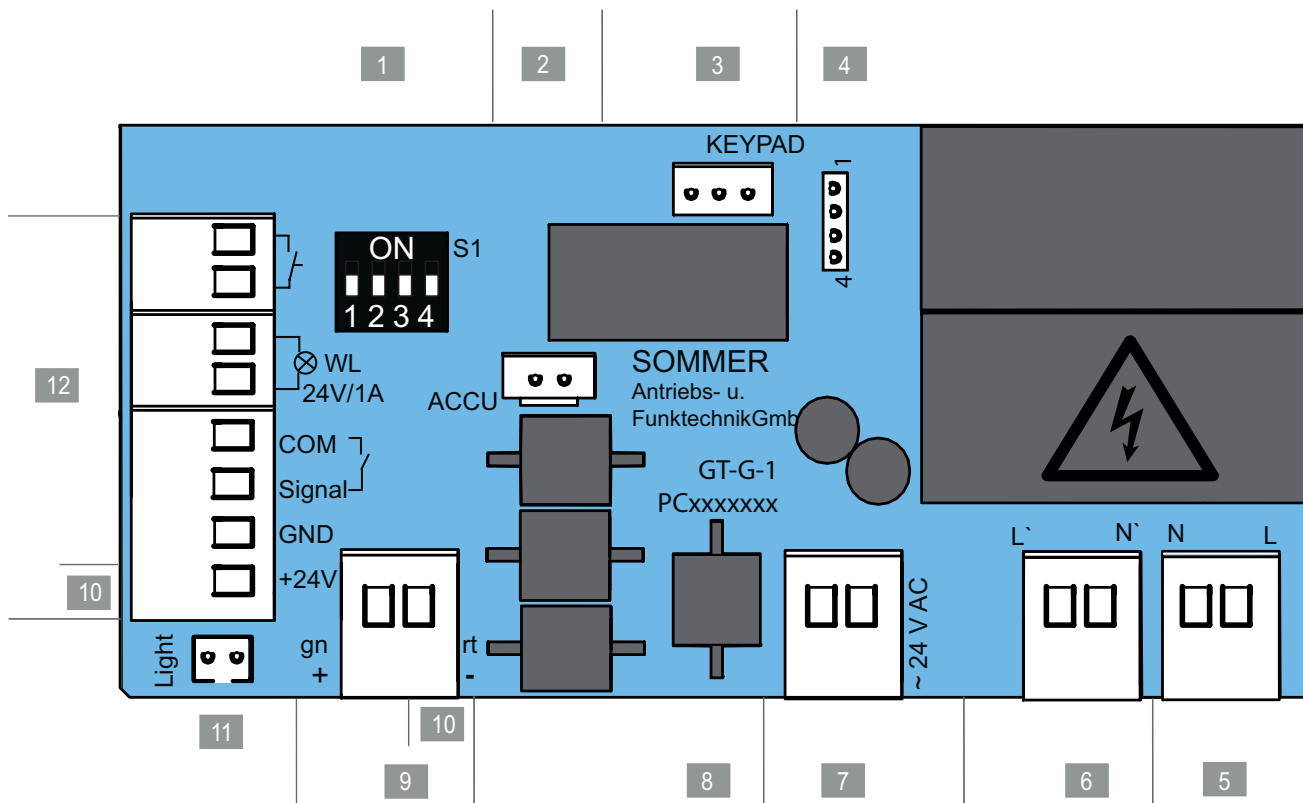 1
2
3
4
KEYPAD
1
4
ON
S1
1 2 3 4
WL
24V/1A
12
ACCU
SOMMER
Antriebs- u.
FunktechnikGmb
COM
Signal
GND
+24V
10
GT-G-1
PCxxxxxxx
L`
N`
N
L
Light
gn
+
rt
-
~ 24 V AC
11
10
9
8
7
6
5